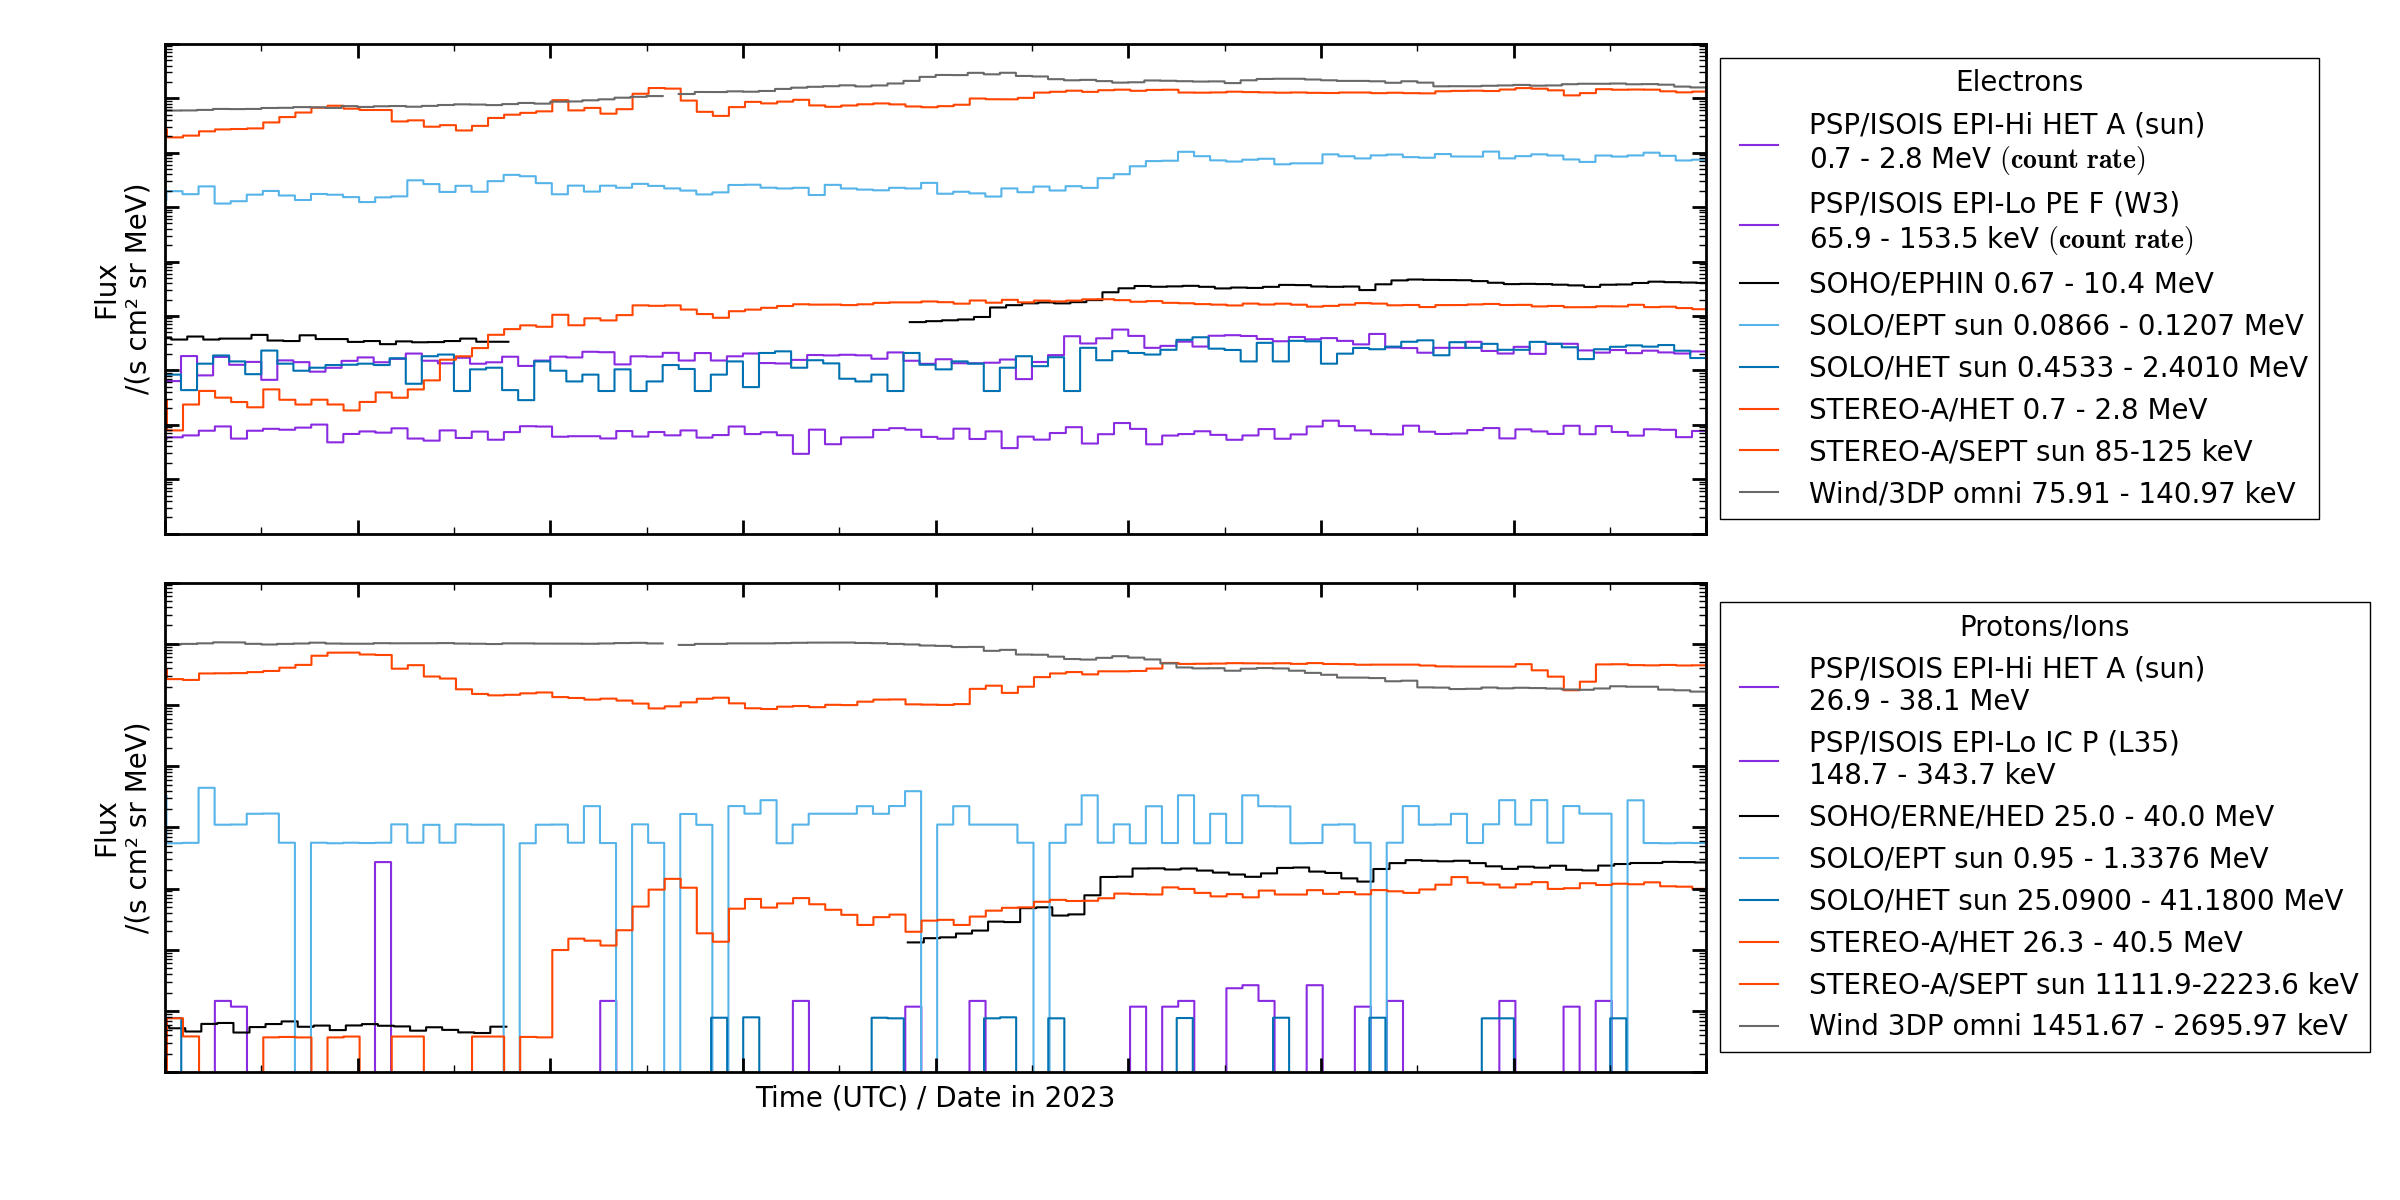 Flux
/(s cm² sr MeV)
Electrons
PSP/ISOIS EPI-Hi HET A (sun)
0.7 - 2.8 MeV (count rate)
PSP/ISOIS EPI-Lo PE F (W3)
65.9 - 153.5 keV (count rate)
SOHO/EPHIN 0.67 - 10.4 MeV
SOLO/EPT sun 0.0866 - 0.1207 MeV
SOLO/HET sun 0.4533 - 2.4010 MeV
STEREO-A/HET 0.7 - 2.8 MeV
STEREO-A/SEPT sun 85-125 keV
Wind/3DP omni 75.91 - 140.97 keV
Flux
/(s cm² sr MeV)
Protons/Ions
PSP/ISOIS EPI-Hi HET A (sun)
26.9 - 38.1 MeV
PSP/ISOIS EPI-Lo IC P (L35)
148.7 - 343.7 keV
SOHO/ERNE/HED 25.0 - 40.0 MeV
SOLO/EPT sun 0.95 - 1.3376 MeV
SOLO/HET sun 25.0900 - 41.1800 MeV
STEREO-A/HET 26.3 - 40.5 MeV
STEREO-A/SEPT sun 1111.9-2223.6 keV
Wind 3DP omni 1451.67 - 2695.97 keV
Time (UTC) / Date in 2023